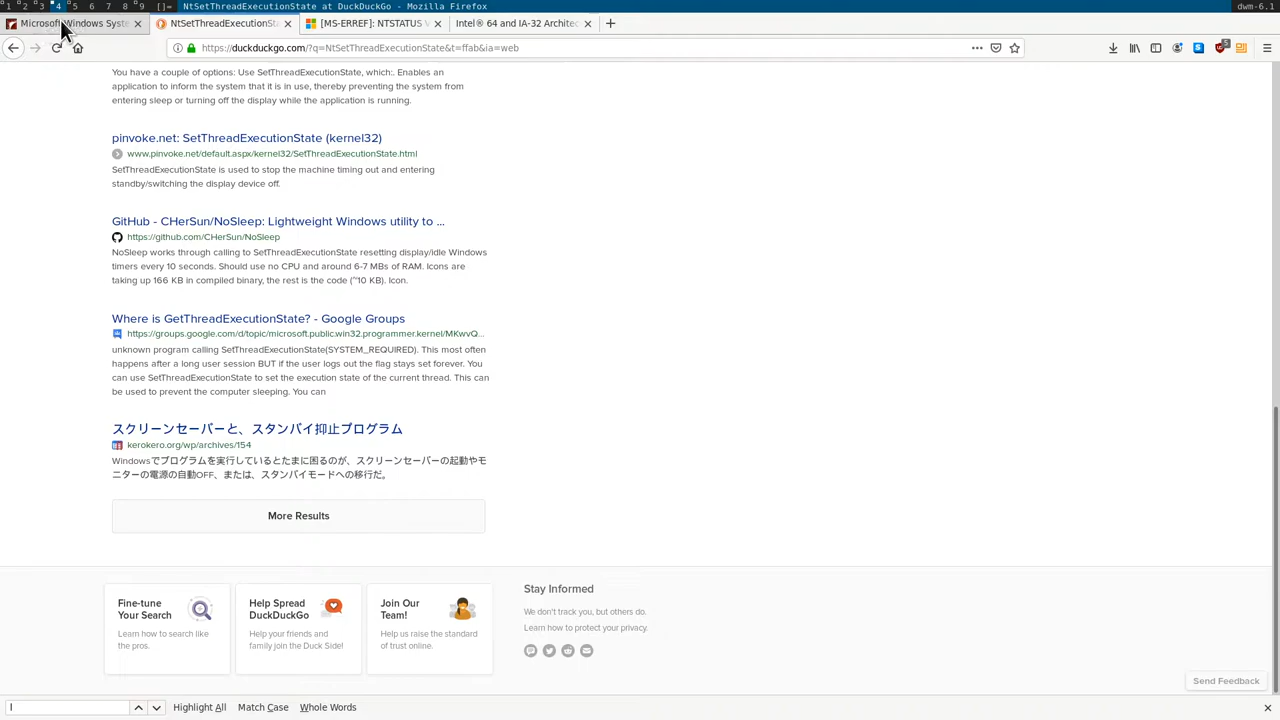 1 2 3 4 5 6 7 8 9 []= NtSetThreadExecutionState at DuckDuckGo - Mozilla Firefox dwm-6.1
Microsoft Windows Syste
NtSetThreadExecutionSta
[MS-ERREF]: NTSTATUS V
Intel® 64 and IA-32 Architec
https://duckduckgo.com/?q=NtSetThreadExecutionState&t=ffab&ia=web
5
You have a couple of options: Use SetThreadExecutionState, which:. Enables an
application to inform the system that it is in use, thereby preventing the system from
entering sleep or turning off the display while the application is running.
pinvoke.net: SetThreadExecutionState (kernel32)
www.pinvoke.net/default.aspx/kernel32/SetThreadExecutionState.html
SetThreadExecutionState is used to stop the machine timing out and entering
standby/switching the display device off.
GitHub - CHerSun/NoSleep: Lightweight Windows utility to ...
https://github.com/CHerSun/NoSleep
NoSleep works through calling to SetThreadExecutionState resetting display/idle Windows
timers every 10 seconds. Should use no CPU and around 6-7 MBs of RAM. Icons are
taking up 166 KB in compiled binary, the rest is the code (~10 KB). Icon.
Where is GetThreadExecutionState? - Google Groups
https://groups.google.com/d/topic/microsoft.public.win32.programmer.kernel/MKwvQ...
unknown program calling SetThreadExecutionState(SYSTEM_REQUIRED). This most often
happens after a long user session BUT if the user logs out the flag stays set forever. You
can use SetThreadExecutionState to set the execution state of the current thread. This can
be used to prevent the computer sleeping. You can
スクリーンセーバーと、スタンバイ抑止プログラム
kerokero.org/wp/archives/154
Windowsでプログラムを実行しているとたまに困るのが、スクリーンセーバーの起動やモ
ニターの電源の自動OFF、または、スタンバイモードへの移行だ。
More Results
Fine-tune
Your Search
Learn how to search like
the pros.
Help Spread
DuckDuckGo
Help your friends and
family join the Duck Side!
Join Our
Team!
Help us raise the standard
of trust online.
Stay Informed
We don't track you, but others do.
Learn how to protect your privacy.
Send Feedback
l
Highlight All
Match Case
Whole Words